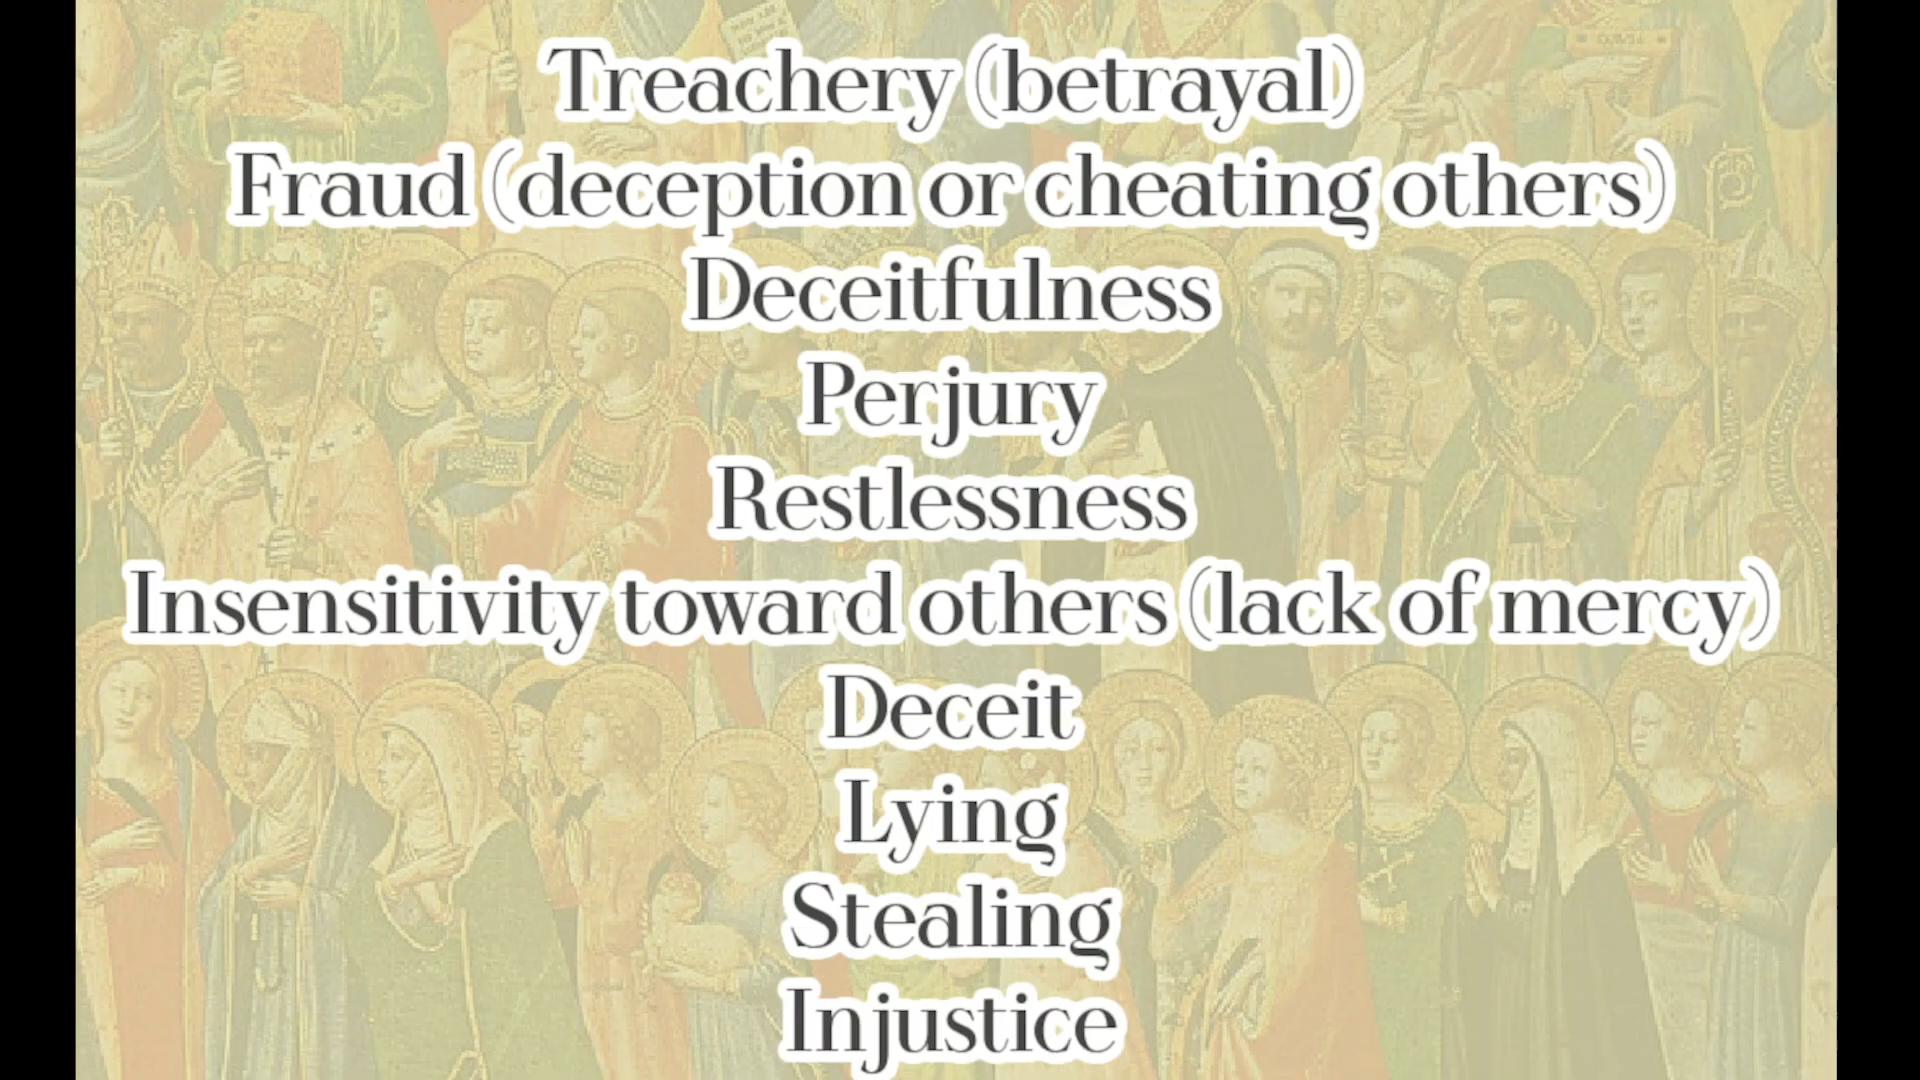 Treachery (betrayal)
Fraud (deception or cheating others)
Deceitfulness
Perjury
Restlessness
Insensitivity toward others (lack of mercy)
Deceit
Lying
Stealing
Injustice